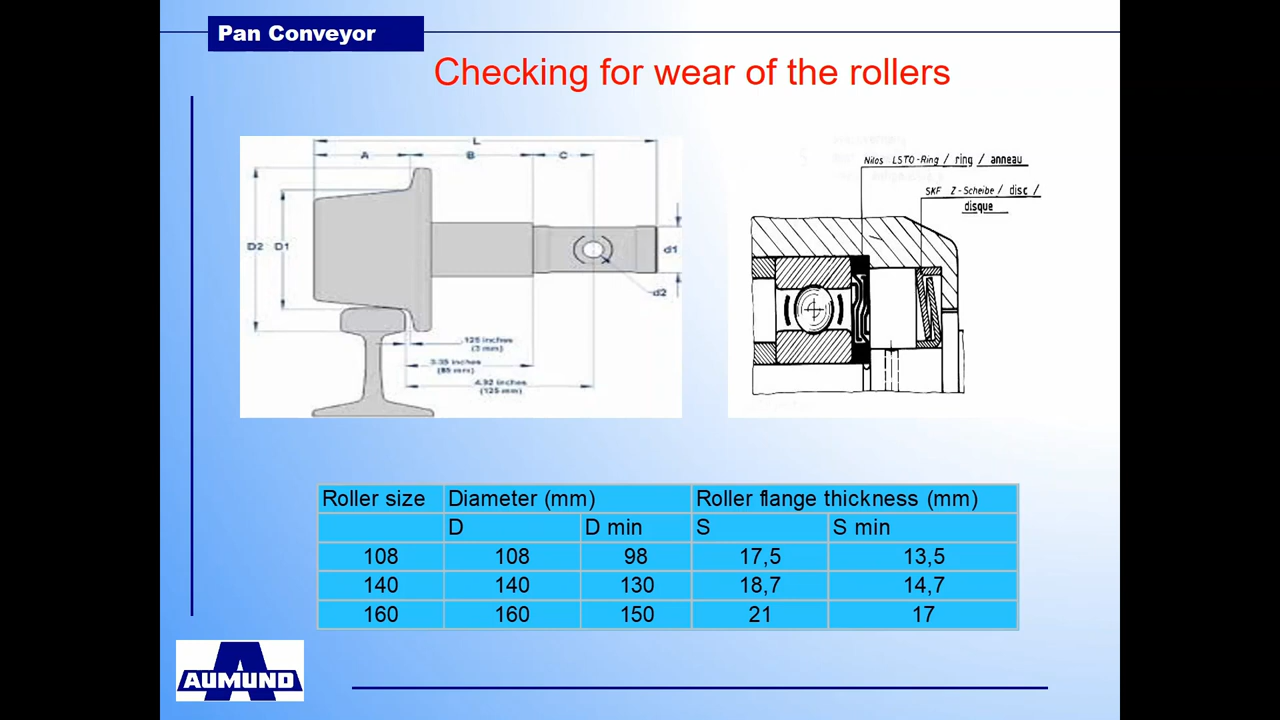 Pan Conveyor
Checking for wear of the rollers
L
A B C
D2 D1
d1
d2
.125 inches
(3 mm)
3.35 inches
(85 mm)
4.92 inches
(125 mm)
Nilos LSTO-Ring / ring / anneau
SKF Z-Scheibe / disc /
disque
Roller size Diameter (mm) Roller flange thickness (mm)
D D min S S min
108 108 98 17,5 13,5
140 140 130 18,7 14,7
160 160 150 21 17
AUMUND